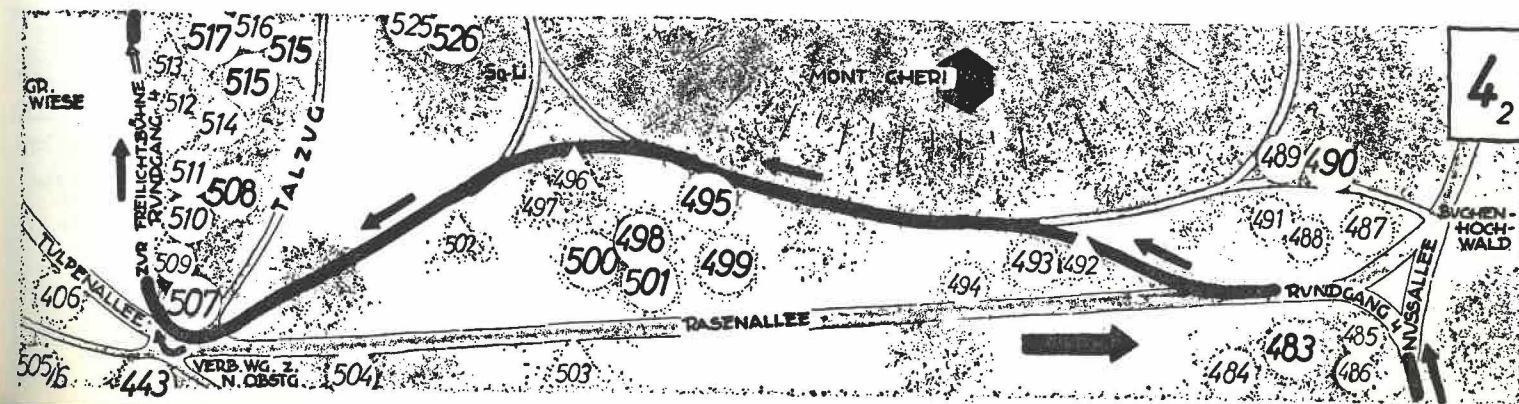 517 516 515
515
513
512
514
511
508
510
509
507
GR.
WIESE
ZUR FREILICHTBÜHNE
RUNDGANG 4
TALZUG
TULPENALLEE
406
505/6
443
VERB.WG. Z.
N. OBSTG
504
503
525 526
Sa-Li
MONT CHERI
4₂
496
497
495
502
498
500
501
499
494
493 492
489 490
491
488
487
BUCHEN-
HOCH-
WALD
RASENALLEE
RUNDGANG 4
NUSSALLEE
483
484
485
486